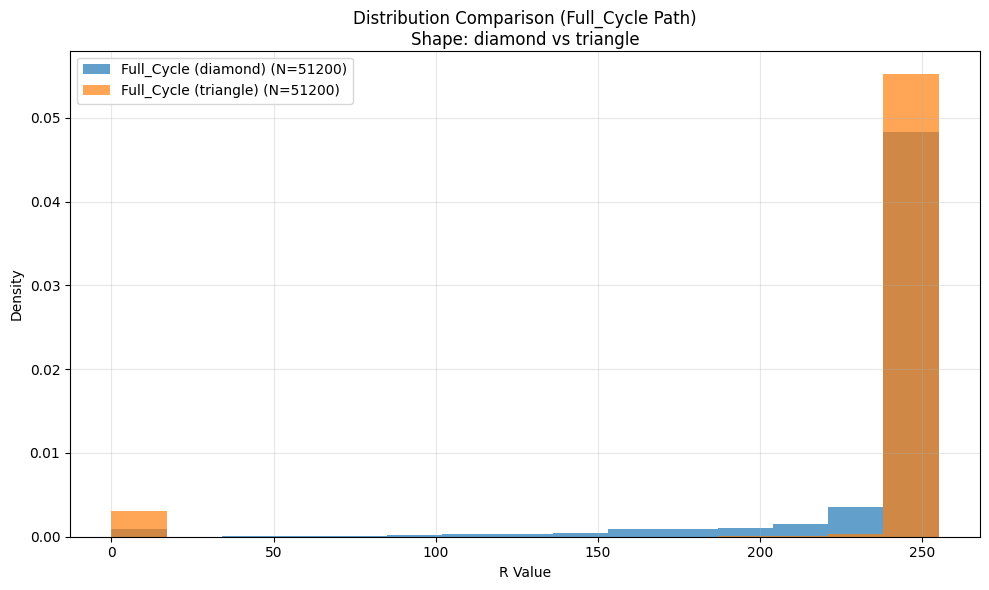 Distribution Comparison (Full_Cycle Path)
Shape: diamond vs triangle
Full_Cycle (diamond) (N=51200)
Full_Cycle (triangle) (N=51200)
Density
0.05
0.04
0.03
0.02
0.01
0.00
0 50 100 150 200 250
R Value